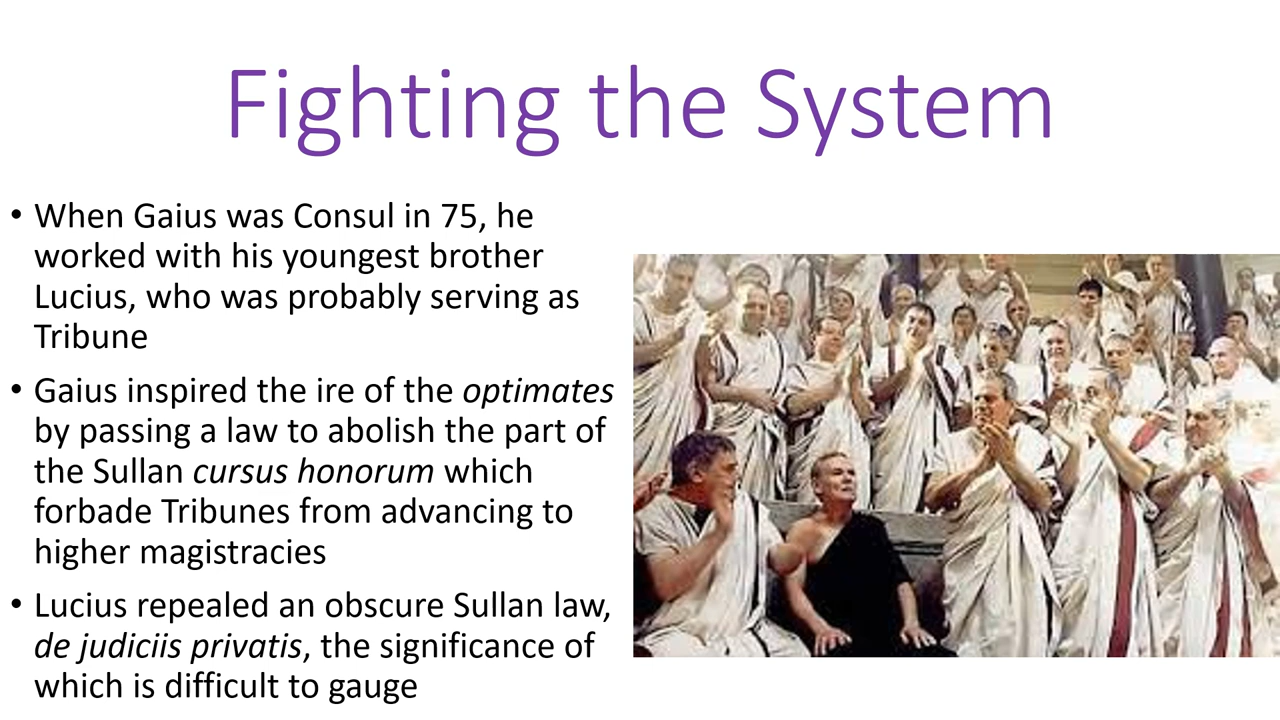 Fighting the System
• When Gaius was Consul in 75, he
worked with his youngest brother
Lucius, who was probably serving as
Tribune
• Gaius inspired the ire of the optimates
by passing a law to abolish the part of
the Sullan cursus honorum which
forbade Tribunes from advancing to
higher magistracies
• Lucius repealed an obscure Sullan law,
de judiciis privatis, the significance of
which is difficult to gauge